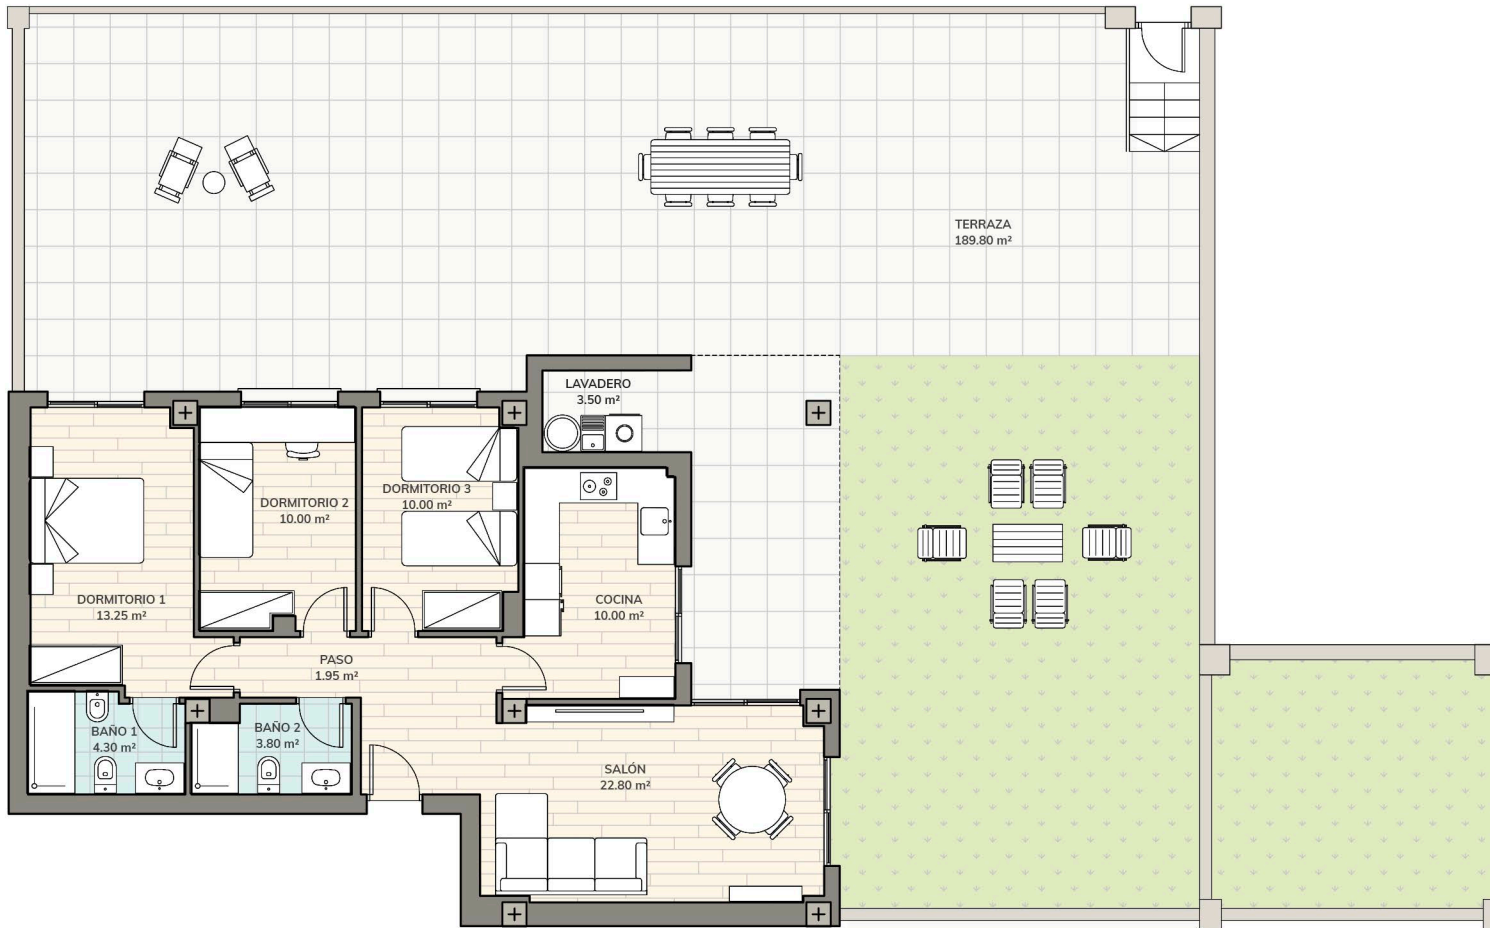 TERRAZA
189.80 m²
LAVADERO
3.50 m²
DORMITORIO 3
10.00 m²
DORMITORIO 2
10.00 m²
DORMITORIO 1
13.25 m²
COCINA
10.00 m²
PASO
1.95 m²
BAÑO 1
4.30 m²
BAÑO 2
3.80 m²
SALÓN
22.80 m²